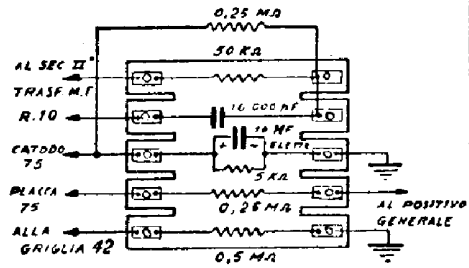 0,25 MΩ
50 KΩ
AL SEC II°
TRASF. M.F
R.10
10 000 MF
10 MF
+ -
ELETTR
CATODO
75
5 KΩ
PLACCA
75
0,25 MΩ
AL POSITIVO
GENERALE
ALLA
GRIGLIA 42
0,5 MΩ